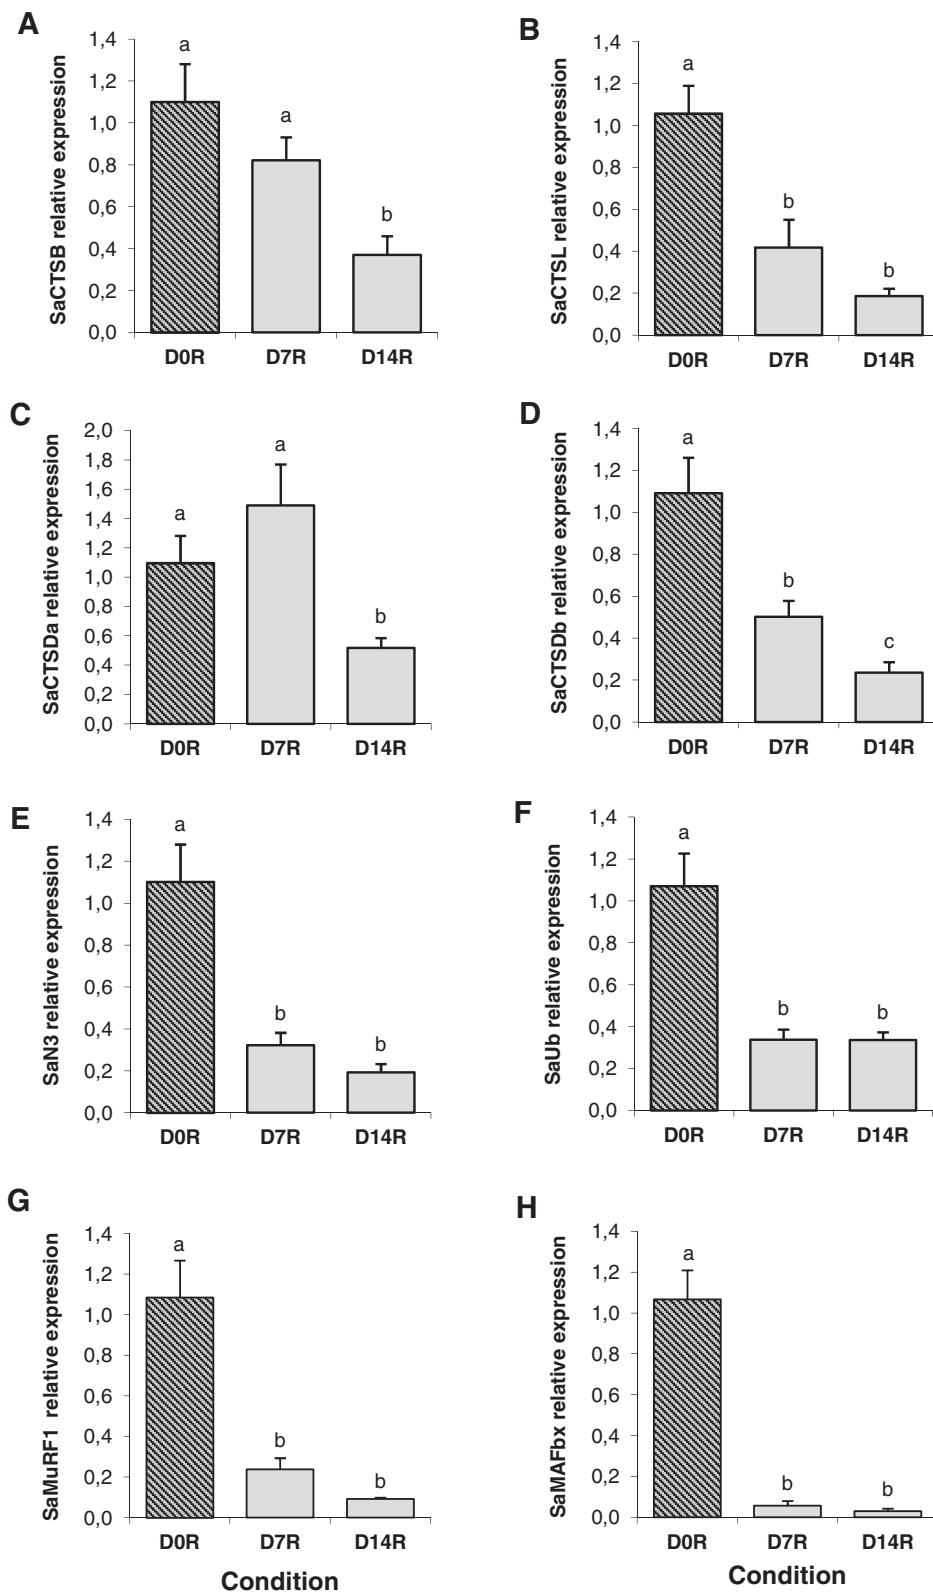 A
SaCTSB relative expression
1,4
1,2
1,0
0,8
0,6
0,4
0,2
0,0
a
a
b
D0R D7R D14R
B
SaCTSL relative expression
1,4
1,2
1,0
0,8
0,6
0,4
0,2
0,0
a
b
b
D0R D7R D14R
C
SaCTSDa relative expression
2,0
1,8
1,6
1,4
1,2
1,0
0,8
0,6
0,4
0,2
0,0
a
a
b
D0R D7R D14R
D
SaCTSDb relative expression
1,4
1,2
1,0
0,8
0,6
0,4
0,2
0,0
a
b
c
D0R D7R D14R
E
SaN3 relative expression
1,4
1,2
1,0
0,8
0,6
0,4
0,2
0,0
a
b
b
D0R D7R D14R
F
SaUb relative expression
1,4
1,2
1,0
0,8
0,6
0,4
0,2
0,0
a
b
b
D0R D7R D14R
G
SaMuRF1 relative expression
1,4
1,2
1,0
0,8
0,6
0,4
0,2
0,0
a
b
b
D0R D7R D14R
Condition
H
SaMAFbx relative expression
1,4
1,2
1,0
0,8
0,6
0,4
0,2
0,0
a
b
b
D0R D7R D14R
Condition